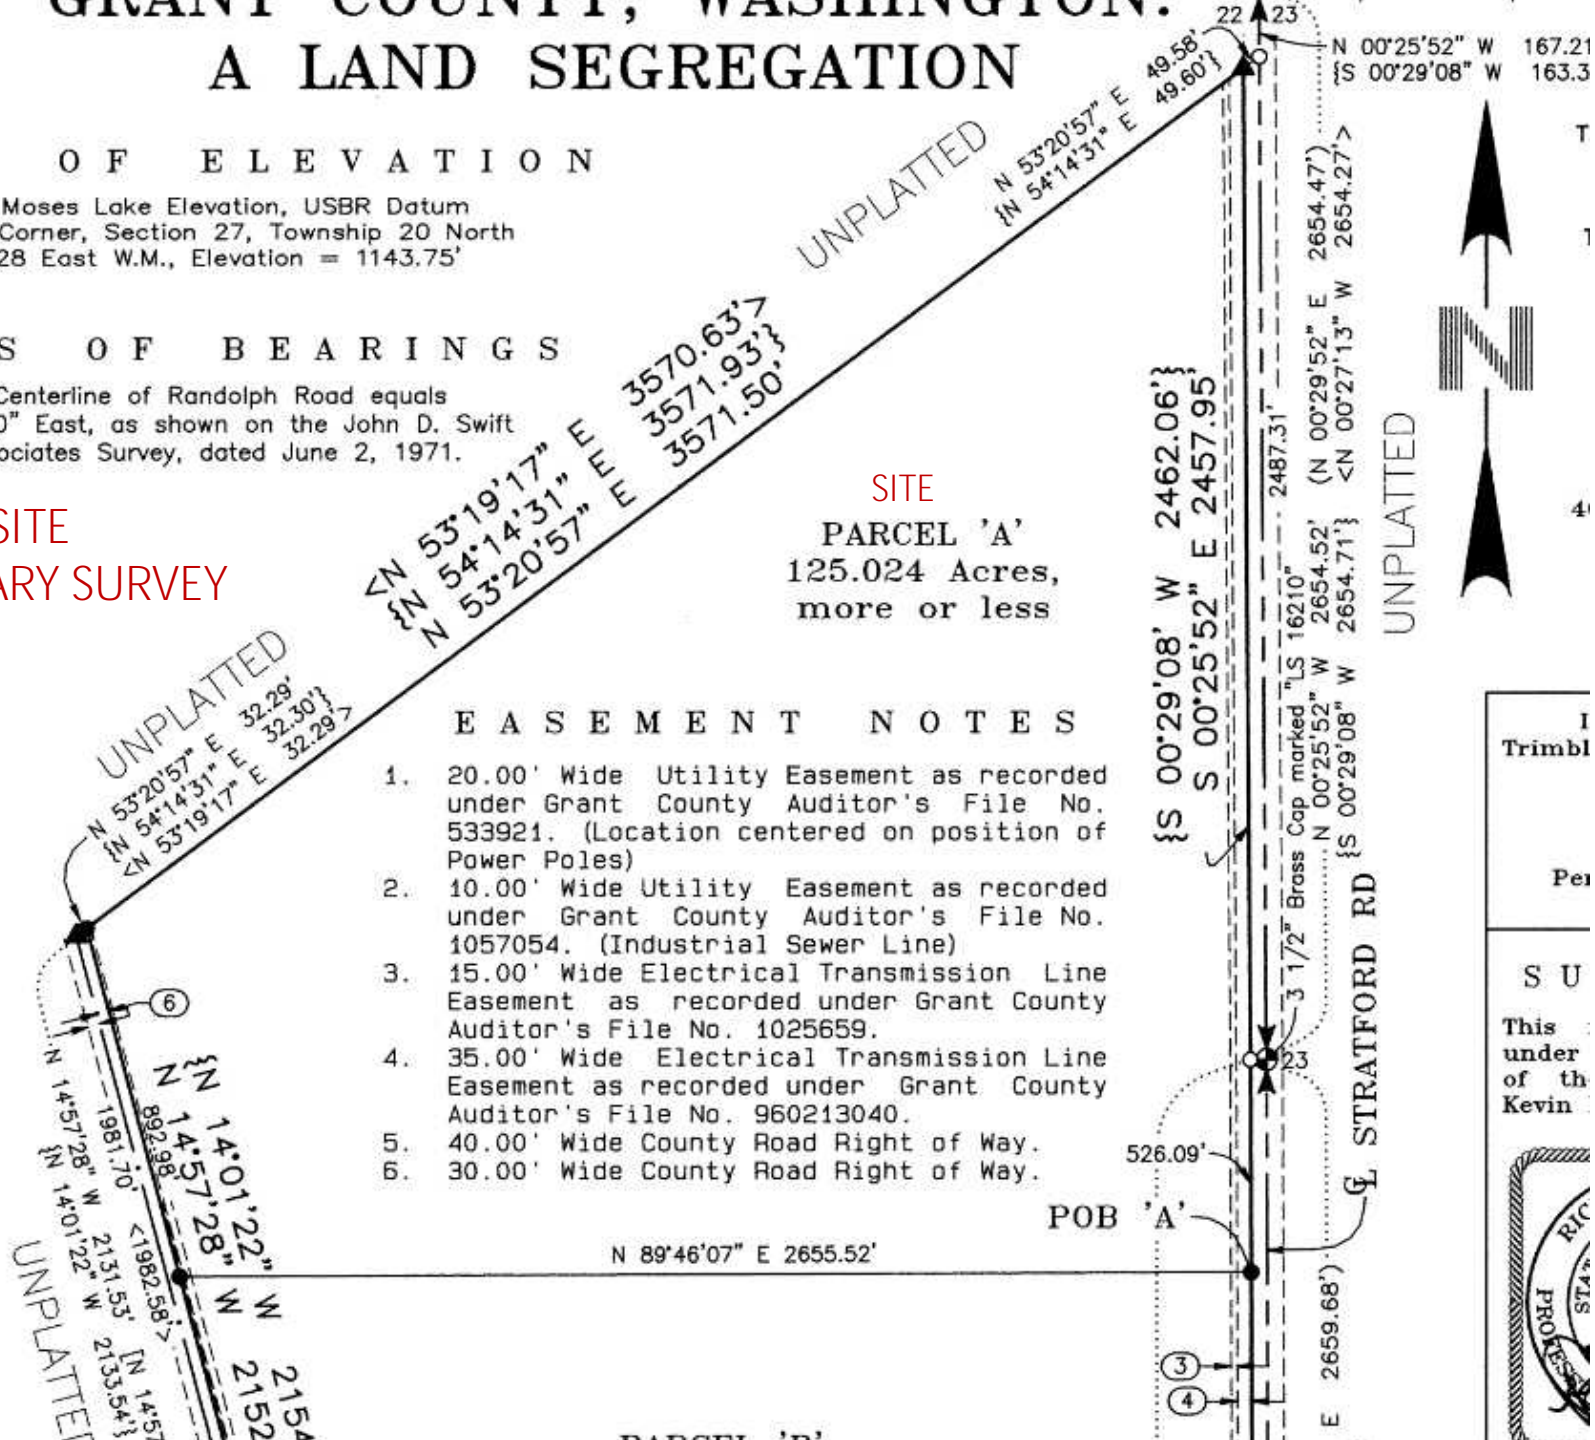 GRANT COUNTY, WASHINGTON.
A LAND SEGREGATION
OF ELEVATION
Moses Lake Elevation, USBR Datum
Corner, Section 27, Township 20 North
28 East W.M., Elevation = 1143.75'
S OF BEARINGS
Centerline of Randolph Road equals
0" East, as shown on the John D. Swift
ociates Survey, dated June 2, 1971.
SITE
ARY SURVEY
UNPLATTED
N 53°20'57" E 49.58'
{N 54°14'31" E 49.60'}
22 23
N 00°25'52" W 167.21
{S 00°29'08" W 163.3
<N 53°19'17" E 3570.63'>
{N 54°14'31" E 3571.93'}
N 53°20'57" E 3571.50'
SITE
PARCEL 'A'
125.024 Acres,
more or less
{S 00°29'08' W 2462.06'}
S 00°25'52" E 2457.95'
2487.31'
(N 00°29'52" E 2654.47')
<N 00°27'13" W 2654.27'>
N 00°25'52" W 2654.52'
{S 00°29'08" W 2654.71'}
3 1/2" Brass Cap marked "LS 16210"
UNPLATTED
N
UNPLATTED
N 53°20'57" E 32.29'
{N 54°14'31" E 32.30'}
<N 53°19'17" E 32.29'>
EASEMENT NOTES
1. 20.00' Wide Utility Easement as recorded
under Grant County Auditor's File No.
533921. (Location centered on position of
Power Poles)
2. 10.00' Wide Utility Easement as recorded
under Grant County Auditor's File No.
1057054. (Industrial Sewer Line)
3. 15.00' Wide Electrical Transmission Line
Easement as recorded under Grant County
Auditor's File No. 1025659.
4. 35.00' Wide Electrical Transmission Line
Easement as recorded under Grant County
Auditor's File No. 960213040.
5. 40.00' Wide County Road Right of Way.
6. 30.00' Wide County Road Right of Way.
6
{N 14°01'22" W 2154
N 14°57'28" W 2152
892.98'
1981.70'
<1982.58'>
N 14°57'28" W 2131.53'
{N 14°01'22" W 2133.54'}
[N 14°57
UNPLATTED
23
CL STRATFORD RD
526.09'
POB 'A'
N 89°46'07" E 2655.52'
E 2659.68')
E
3
4
PARCEL 'B'
Trimbl
Per
SU
This
under
of th
Kevin
RIC
STAT
PROFESS